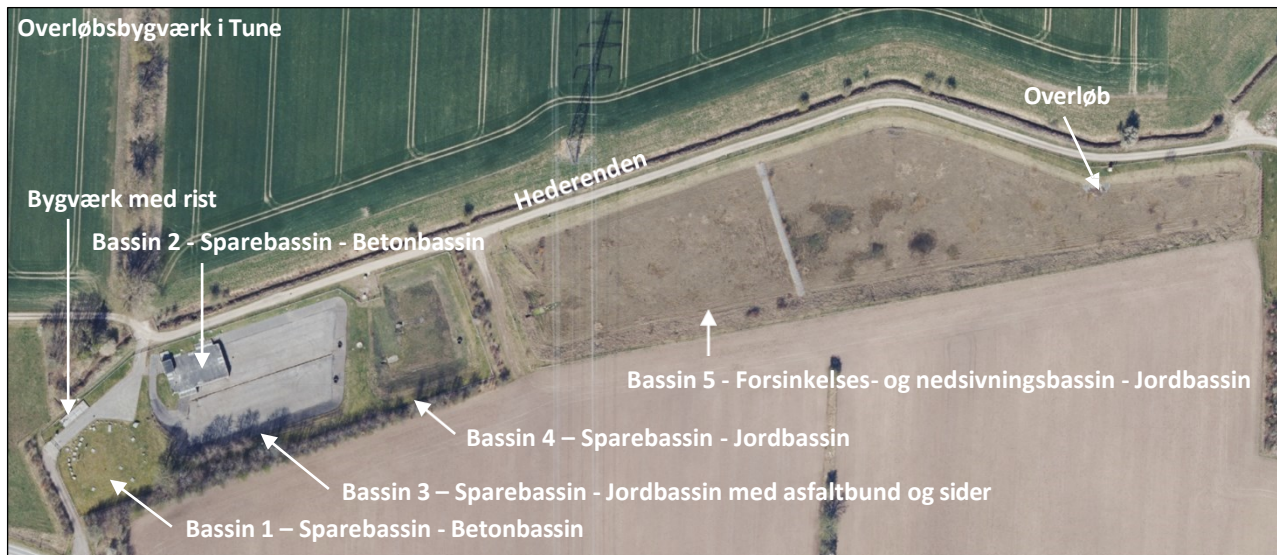 Overløbsbygværk i Tune
Overløb
Hederenden
Bygværk med rist
Bassin 2 - Sparebassin - Betonbassin
Bassin 5 - Forsinkelses- og nedsivningsbassin - Jordbassin
Bassin 4 – Sparebassin - Jordbassin
Bassin 3 – Sparebassin - Jordbassin med asfaltbund og sider
Bassin 1 – Sparebassin - Betonbassin